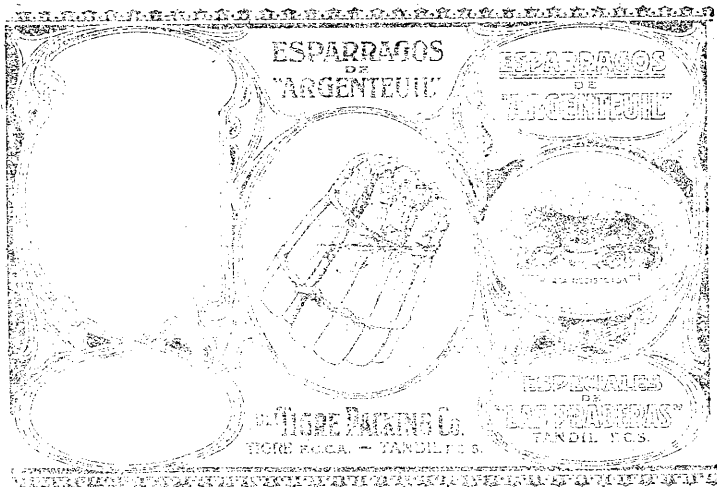 ESPARRAGOS
DE
"ARGENTEUIL"
TIGRE PACKING Co.
TIGRE F.C.C.A. — TANDIL F.C.S.
ESPARRAGOS
DE
"ARGENTEUIL"
ESPECIALES
DE
"LAS PRADERAS"
TANDIL F.C.S.